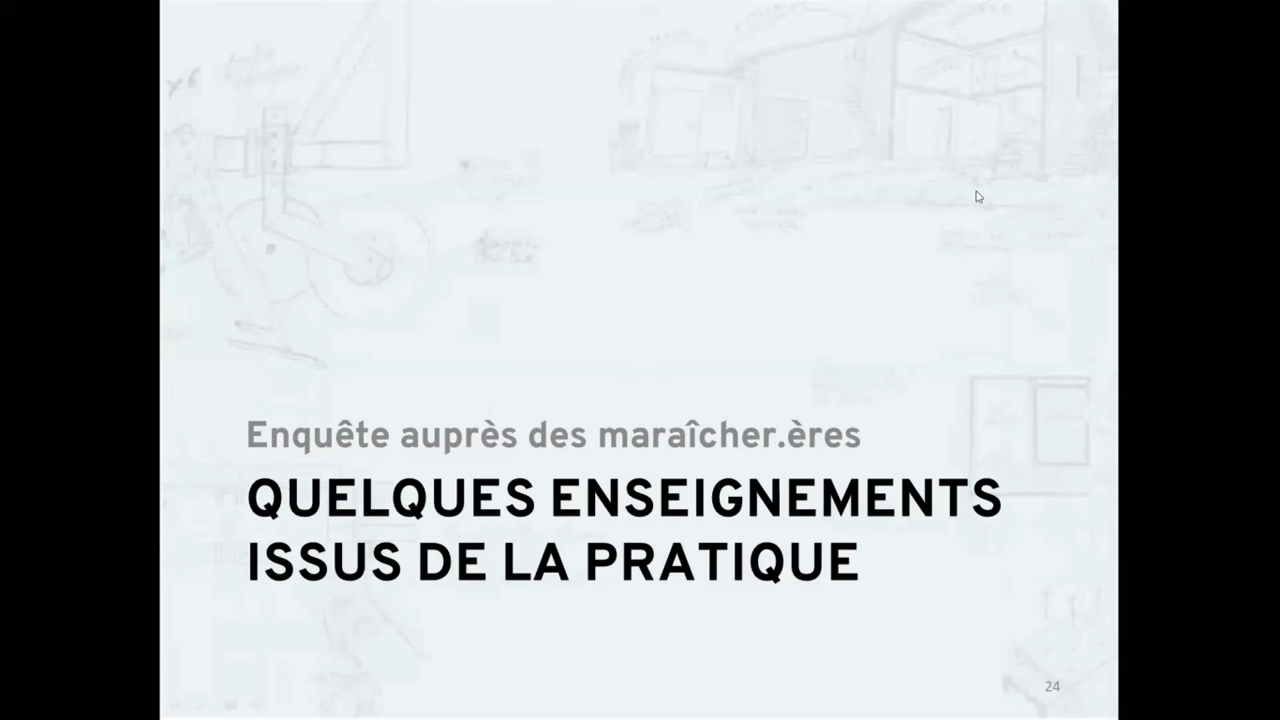 Enquête auprès des maraîcher.ères
QUELQUES ENSEIGNEMENTS
ISSUS DE LA PRATIQUE
24